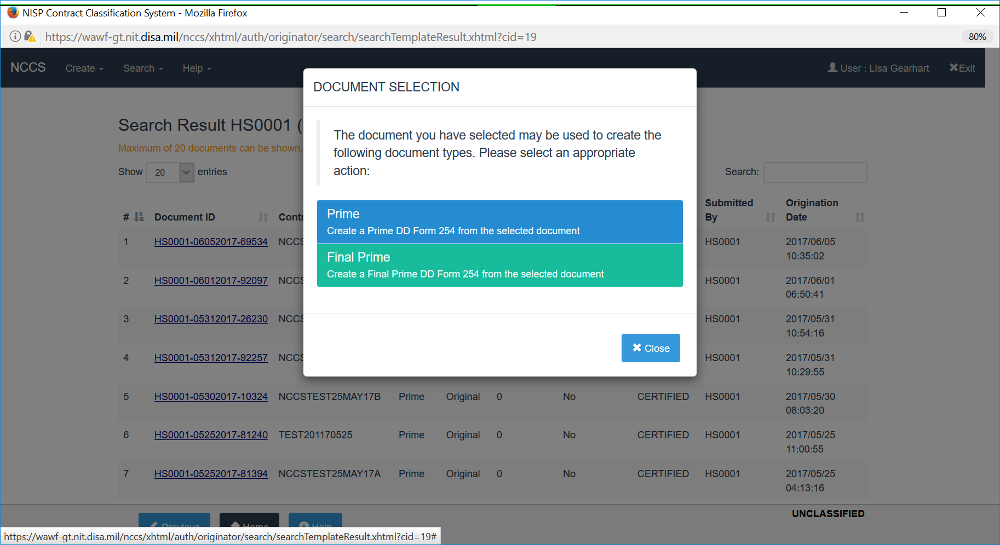 NISP Contract Classification System - Mozilla Firefox
https://wawf-gt.nit.disa.mil/nccs/xhtml/auth/originator/search/searchTemplateResult.xhtml?cid=19
80%
NCCS Create Search Help User : Lisa Gearhart Exit
DOCUMENT SELECTION
The document you have selected may be used to create the
following document types. Please select an appropriate
action:
Prime
Create a Prime DD Form 254 from the selected document
Final Prime
Create a Final Prime DD Form 254 from the selected document
Close
Search Result HS0001 (
Maximum of 20 documents can be shown.
Show 20 entries
Search:
# Document ID Contr Submitted By Origination Date
1 HS0001-06052017-69534 NCCS HS0001 2017/06/05
10:35:02
2 HS0001-06012017-92097 NCCS HS0001 2017/06/01
06:50:41
3 HS0001-05312017-26230 NCCS HS0001 2017/05/31
10:54:16
4 HS0001-05312017-92257 NCCS HS0001 2017/05/31
10:29:55
5 HS0001-05302017-10324 NCCSTEST25MAY17B Prime Original 0 No CERTIFIED HS0001 2017/05/30
08:03:20
6 HS0001-05252017-81240 TEST201170525 Prime Original 0 No CERTIFIED HS0001 2017/05/25
11:00:55
7 HS0001-05252017-81394 NCCSTEST25MAY17A Prime Original 0 No CERTIFIED HS0001 2017/05/25
04:13:16
UNCLASSIFIED
Previous Home Help
https://wawf-gt.nit.disa.mil/nccs/xhtml/auth/originator/search/searchTemplateResult.xhtml?cid=19#